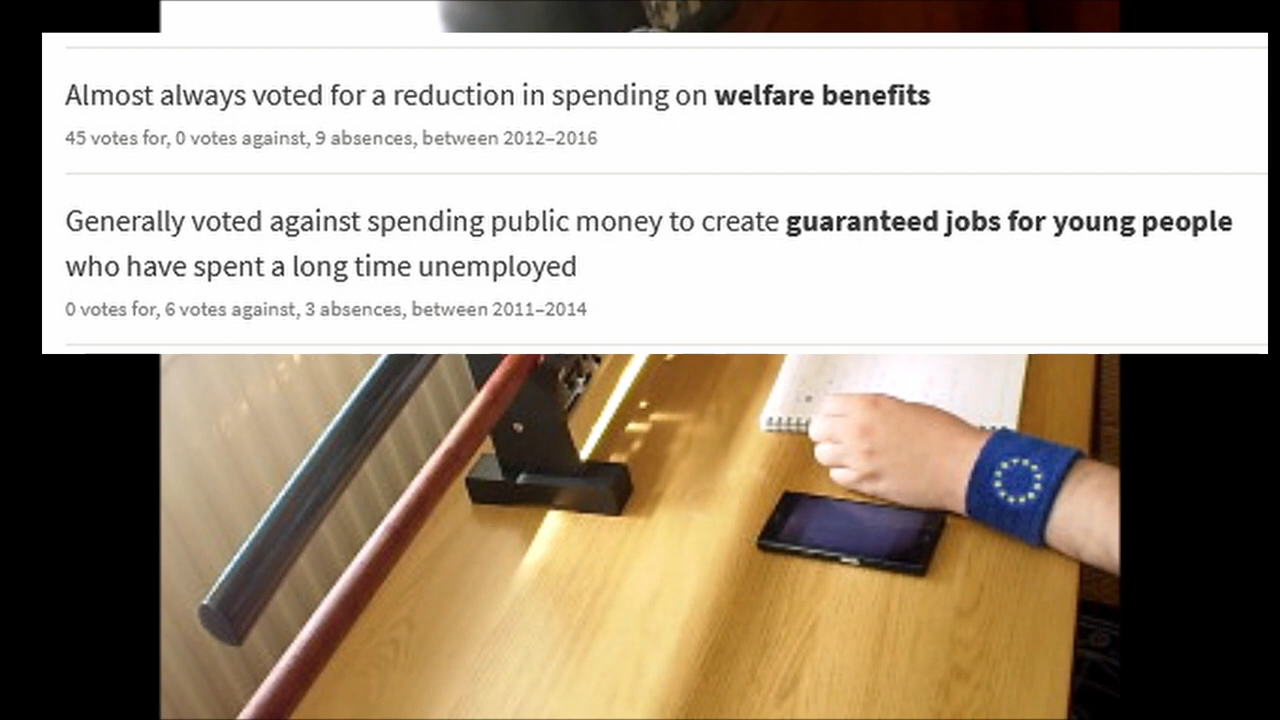 Almost always voted for a reduction in spending on welfare benefits
45 votes for, 0 votes against, 9 absences, between 2012–2016
Generally voted against spending public money to create guaranteed jobs for young people
who have spent a long time unemployed
0 votes for, 6 votes against, 3 absences, between 2011–2014